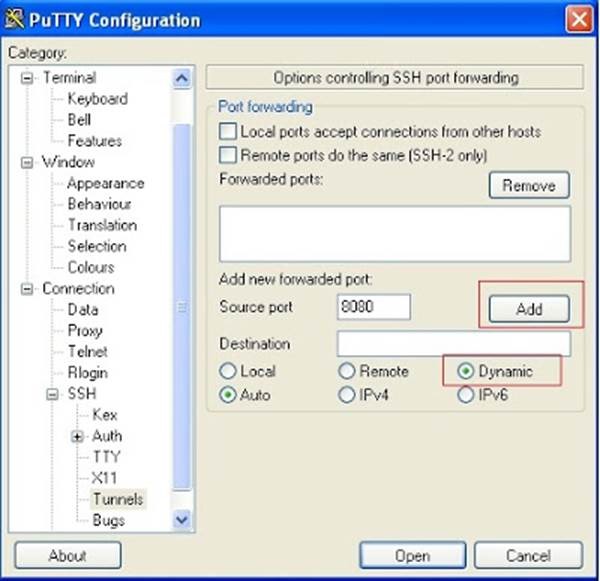 PuTTY Configuration
Category:
Terminal
Keyboard
Bell
Features
Window
Appearance
Behaviour
Translation
Selection
Colours
Connection
Data
Proxy
Telnet
Rlogin
SSH
Kex
Auth
TTY
X11
Tunnels
Bugs
Options controlling SSH port forwarding
Port forwarding
Local ports accept connections from other hosts
Remote ports do the same (SSH-2 only)
Forwarded ports:
Remove
Add new forwarded port:
Source port 8080 Add
Destination
Local Remote Dynamic
Auto IPv4 IPv6
About Open Cancel